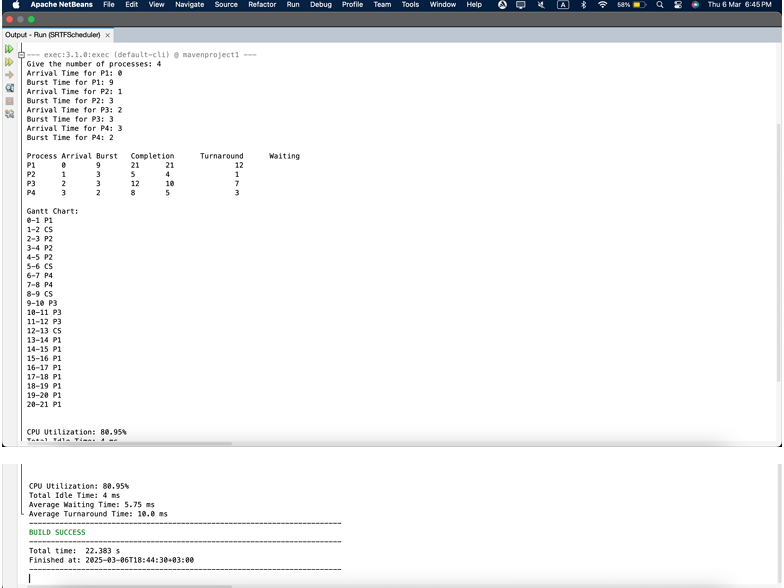 Apache NetBeans File Edit View Navigate Source Refactor Run Debug Profile Team Tools Window Help A 58% Thu 6 Mar 6:45 PM
Output - Run (SRTFScheduler) ×
--- exec:3.1.0:exec (default-cli) @ mavenproject1 ---
Give the number of processes: 4
Arrival Time for P1: 0
Burst Time for P1: 9
Arrival Time for P2: 1
Burst Time for P2: 3
Arrival Time for P3: 2
Burst Time for P3: 3
Arrival Time for P4: 3
Burst Time for P4: 2
Process Arrival Burst Completion Turnaround Waiting
P1 0 9 21 21 12
P2 1 3 5 4 1
P3 2 3 12 10 7
P4 3 2 8 5 3
Gantt Chart:
0-1 P1
1-2 CS
2-3 P2
3-4 P2
4-5 P2
5-6 CS
6-7 P4
7-8 P4
8-9 CS
9-10 P3
10-11 P3
11-12 P3
12-13 CS
13-14 P1
14-15 P1
15-16 P1
16-17 P1
17-18 P1
18-19 P1
19-20 P1
20-21 P1
CPU Utilization: 80.95%
Total Idle Time: 4 ms
CPU Utilization: 80.95%
Total Idle Time: 4 ms
Average Waiting Time: 5.75 ms
Average Turnaround Time: 10.0 ms
------------------------------------------------------------------------
BUILD SUCCESS
------------------------------------------------------------------------
Total time: 22.383 s
Finished at: 2025-03-06T18:44:30+03:00
------------------------------------------------------------------------